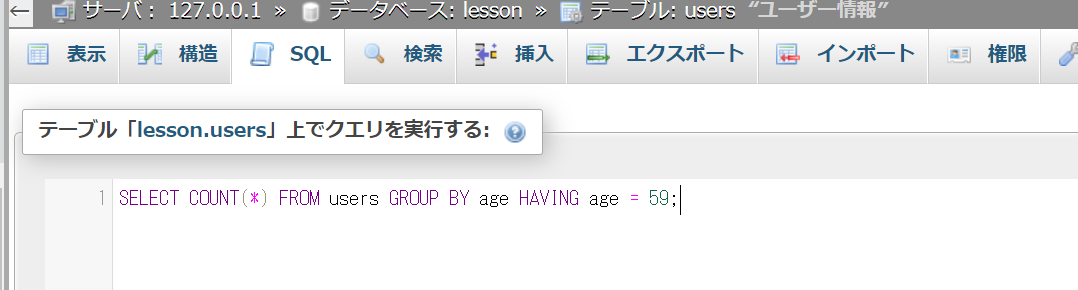 ← サーバ: 127.0.0.1 » データベース: lesson » テーブル: users “ユーザー情報”
表示 構造 SQL 検索 挿入 エクスポート インポート 権限
テーブル「lesson.users」上でクエリを実行する:
1 SELECT COUNT(*) FROM users GROUP BY age HAVING age = 59;